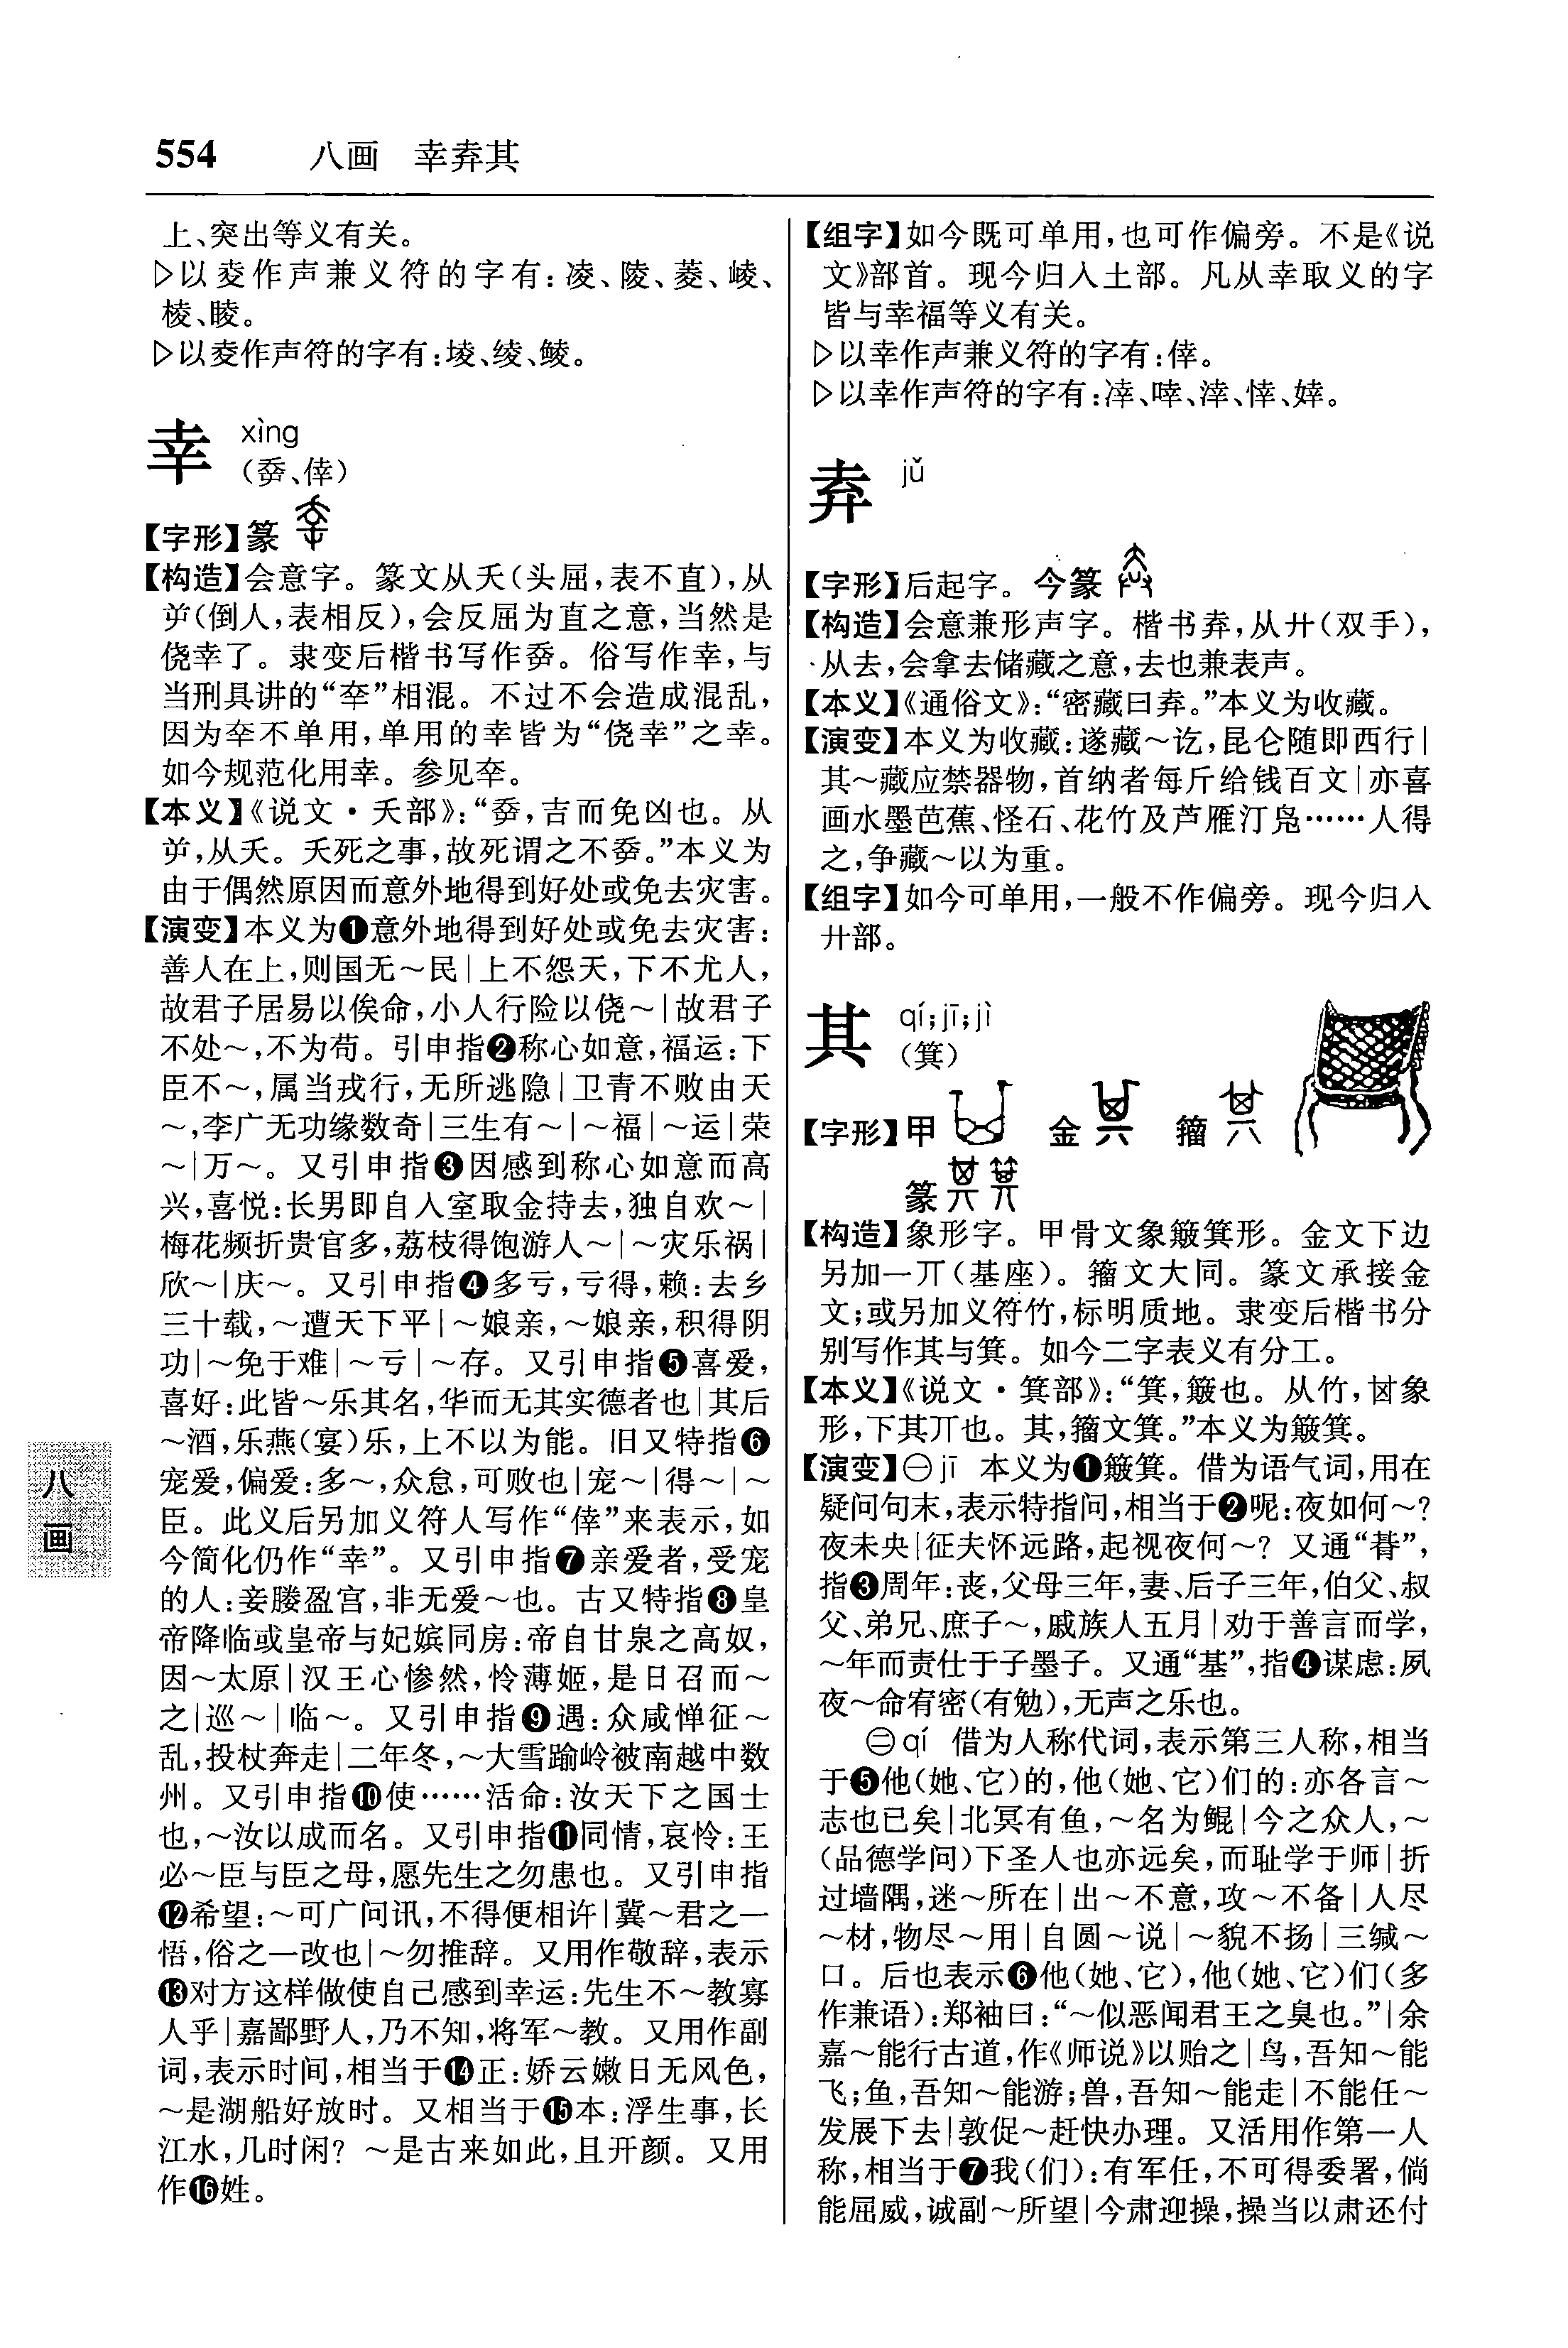 554 八画 幸弆其
上、突出等义有关。
▷以夌作声兼义符的字有:凌、陵、菱、崚、
棱、睖。
▷以夌作声符的字有:堎、绫、鲮。
幸 xìng
(㚔、倖)
【字形】篆
【构造】会意字。篆文从夭(头屈,表不直),从
屰(倒人,表相反),会反屈为直之意,当然是
侥幸了。隶变后楷书写作㚔。俗写作幸,与
当刑具讲的“㚔”相混。不过不会造成混乱,
因为㚔不单用,单用的幸皆为“侥幸”之幸。
如今规范化用幸。参见㚔。
【本义】《说文·夭部》:“㚔,吉而免凶也。从
屰,从夭。夭死之事,故死谓之不㚔。”本义为
由于偶然原因而意外地得到好处或免去灾害。
【演变】本义为❶意外地得到好处或免去灾害:
善人在上,则国无～民|上不怨天,下不尤人,
故君子居易以俟命,小人行险以侥～|故君子
不处～,不为苟。引申指❷称心如意,福运:下
臣不～,属当戎行,无所逃隐|卫青不败由天
～,李广无功缘数奇|三生有～|～福|～运|荣
～|万～。又引申指❸因感到称心如意而高
兴,喜悦:长男即自入室取金持去,独自欢～|
梅花频折贵官多,荔枝得饱游人～|～灾乐祸|
欣～|庆～。又引申指❹多亏,亏得,赖:去乡
三十载,～遭天下平|～娘亲,～娘亲,积得阴
功|～免于难|～亏|～存。又引申指❺喜爱,
喜好:此皆～乐其名,华而无其实德者也|其后
～酒,乐燕(宴)乐,上不以为能。旧又特指❻
宠爱,偏爱:多～,众怠,可败也|宠～|得～|～
臣。此义后另加义符人写作“倖”来表示,如
今简化仍作“幸”。又引申指❼亲爱者,受宠
的人:妾媵盈宫,非无爱～也。古又特指❽皇
帝降临或皇帝与妃嫔同房:帝自甘泉之高奴,
因～太原|汉王心惨然,怜薄姬,是日召而～
之|巡～|临～。又引申指❾遇:众咸惮征～
乱,投杖奔走|二年冬,～大雪踰岭被南越中数
州。又引申指❿使……活命:汝天下之国士
也,～汝以成而名。又引申指⓫同情,哀怜:王
必～臣与臣之母,愿先生之勿患也。又引申指
⓬希望:～可广问讯,不得便相许|冀～君之一
悟,俗之一改也|～勿推辞。又用作敬辞,表示
⓭对方这样做使自己感到幸运:先生不～教寡
人乎|嘉鄙野人,乃不知,将军～教。又用作副
词,表示时间,相当于⓮正:娇云嫩日无风色,
～是湖船好放时。又相当于⓯本:浮生事,长
江水,几时闲? ～是古来如此,且开颜。又用
作⓰姓。
【组字】如今既可单用,也可作偏旁。不是《说
文》部首。现今归入土部。凡从幸取义的字
皆与幸福等义有关。
▷以幸作声兼义符的字有:倖。
▷以幸作声符的字有:涬、啈、滓、悻、婞。
弆 jǔ
【字形】后起字。今篆
【构造】会意兼形声字。楷书弆,从廾(双手),
从去,会拿去储藏之意,去也兼表声。
【本义】《通俗文》:“密藏曰弆。”本义为收藏。
【演变】本义为收藏:遂藏～讫,昆仑随即西行|
其～藏应禁器物,首纳者每斤给钱百文|亦喜
画水墨芭蕉、怪石、花竹及芦雁汀凫……人得
之,争藏～以为重。
【组字】如今可单用,一般不作偏旁。现今归入
廾部。
其 qí;jī;jì
(箕)
【字形】甲 金 籀
篆
【构造】象形字。甲骨文象簸箕形。金文下边
另加一丌(基座)。籀文大同。篆文承接金
文;或另加义符竹,标明质地。隶变后楷书分
别写作其与箕。如今二字表义有分工。
【本义】《说文·箕部》:“箕,簸也。从竹,𠀠象
形,下其丌也。其,籀文箕。”本义为簸箕。
【演变】㊀jī 本义为❶簸箕。借为语气词,用在
疑问句末,表示特指问,相当于❷呢:夜如何～?
夜未央|征夫怀远路,起视夜何～? 又通“朞”,
指❸周年:丧,父母三年,妻、后子三年,伯父、叔
父、弟兄、庶子～,戚族人五月|劝于善言而学,
～年而责仕于子墨子。又通“基”,指❹谋虑:夙
夜～命宥密(有勉),无声之乐也。
㊁qí 借为人称代词,表示第三人称,相当
于❺他(她、它)的,他(她、它)们的:亦各言～
志也已矣|北冥有鱼,～名为鲲|今之众人,～
(品德学问)下圣人也亦远矣,而耻学于师|折
过墙隅,迷～所在|出～不意,攻～不备|人尽
～材,物尽～用|自圆～说|～貌不扬|三缄～
口。后也表示❻他(她、它),他(她、它)们(多
作兼语):郑袖曰:“～似恶闻君王之臭也。”|余
嘉～能行古道,作《师说》以贻之|鸟,吾知～能
飞;鱼,吾知～能游;兽,吾知～能走|不能任～
发展下去|敦促～赶快办理。又活用作第一人
称,相当于❼我(们):有军任,不可得委署,倘
能屈威,诚副～所望|今肃迎操,操当以肃还付
八
画